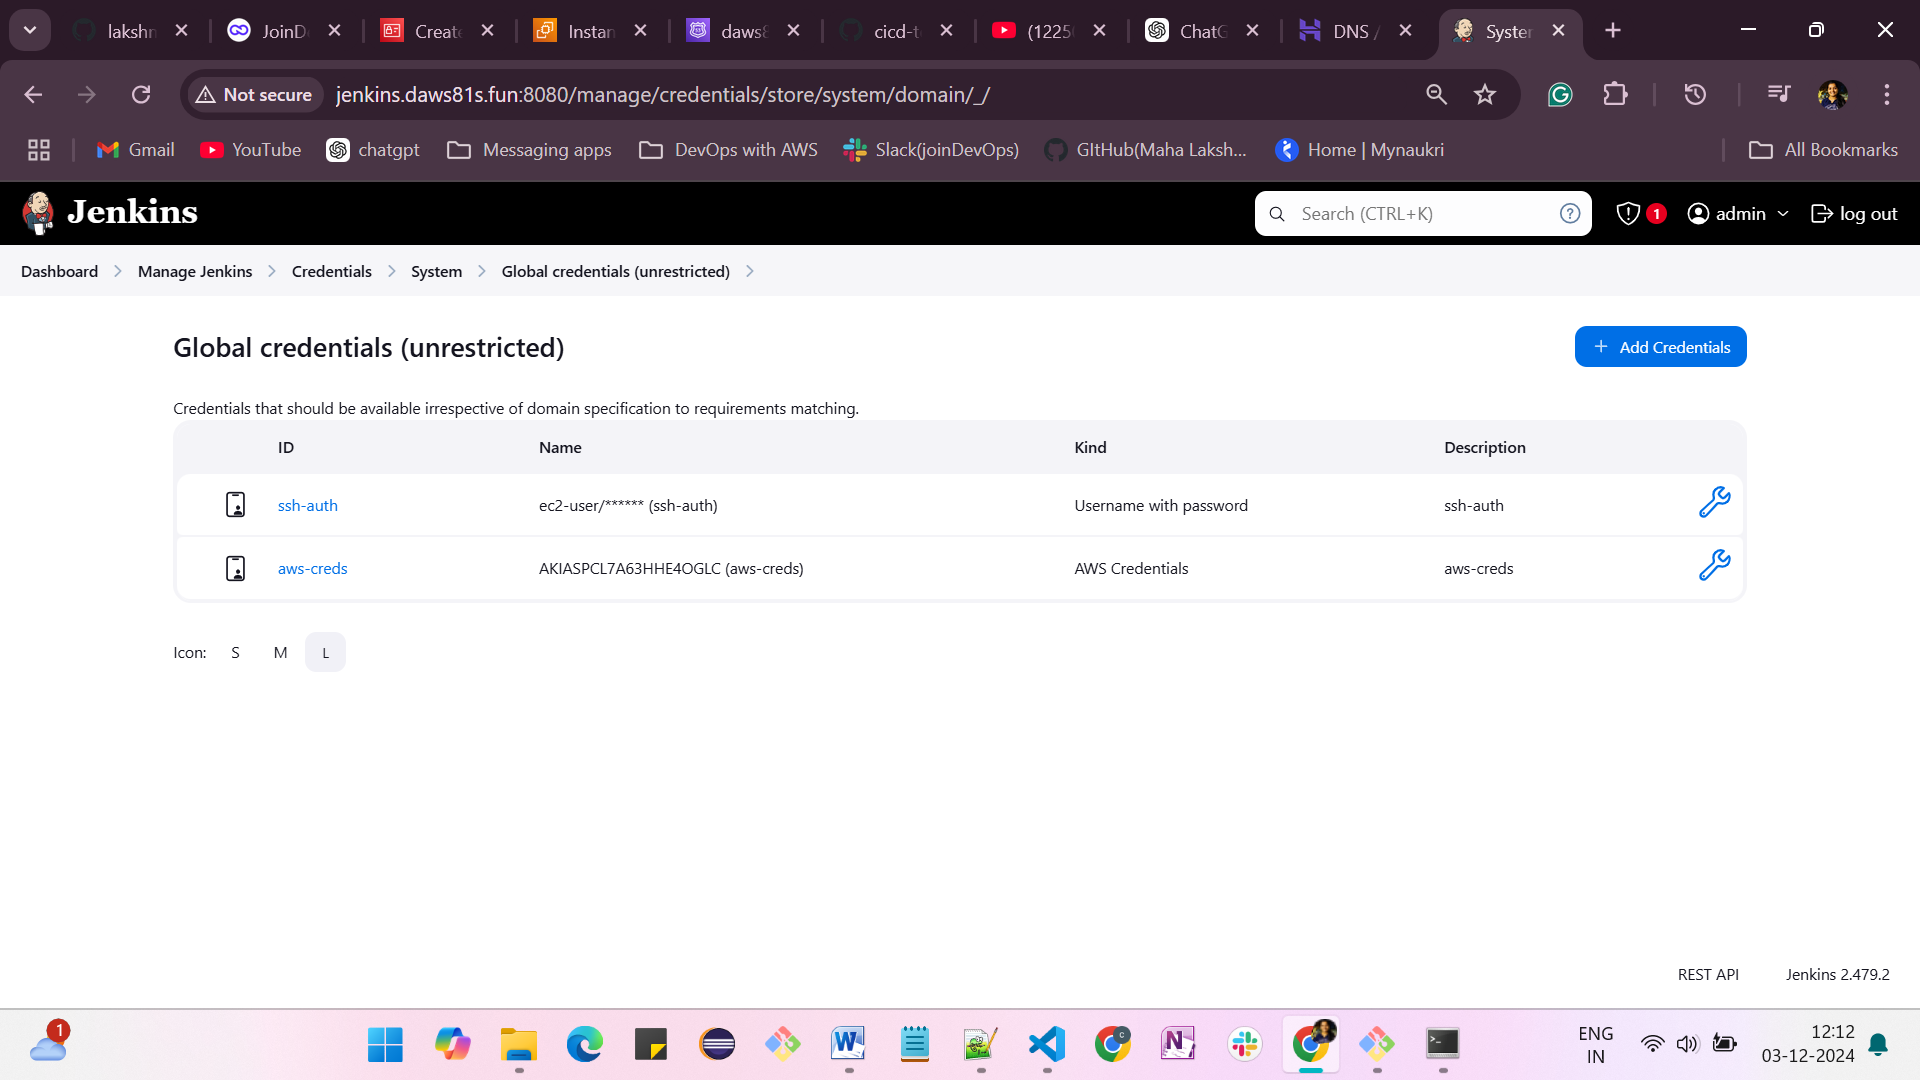 lakshm
JoinD
Create
Instan
daws8
cicd-t
(1225
ChatG
DNS /
System
Not secure
jenkins.daws81s.fun:8080/manage/credentials/store/system/domain/_/
Gmail
YouTube
chatgpt
Messaging apps
DevOps with AWS
Slack(joinDevOps)
GItHub(Maha Laksh...
Home | Mynaukri
All Bookmarks
Jenkins
Search (CTRL+K)
1
admin
log out
Dashboard
Manage Jenkins
Credentials
System
Global credentials (unrestricted)
Global credentials (unrestricted)
+ Add Credentials
Credentials that should be available irrespective of domain specification to requirements matching.
ID Name Kind Description
ssh-auth ec2-user/****** (ssh-auth) Username with password ssh-auth
aws-creds AKIASPCL7A63HHE4OGLC (aws-creds) AWS Credentials aws-creds
Icon: S M L
REST API Jenkins 2.479.2
1
ENG
IN
12:12
03-12-2024